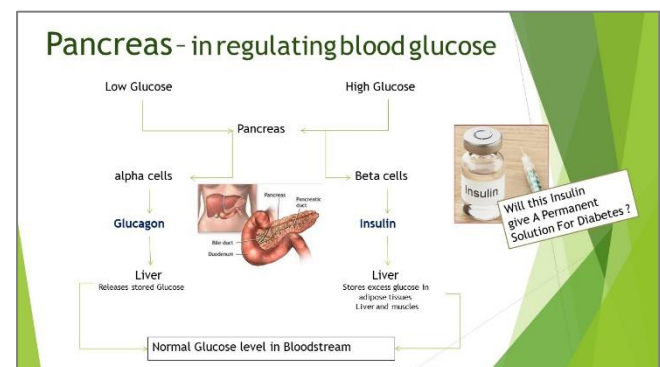 Pancreas – in regulating blood glucose
Low Glucose
High Glucose
Pancreas
alpha cells
Beta cells
Glucagon
Insulin
Liver
Releases stored Glucose
Liver
Stores excess glucose in
adipose tissues
Liver and muscles
Normal Glucose level in Bloodstream
Pancreas
Pancreatic
duct
Bile duct
Duodenum
Insulin
Will this Insulin
give A Permanent
Solution For Diabetes ?